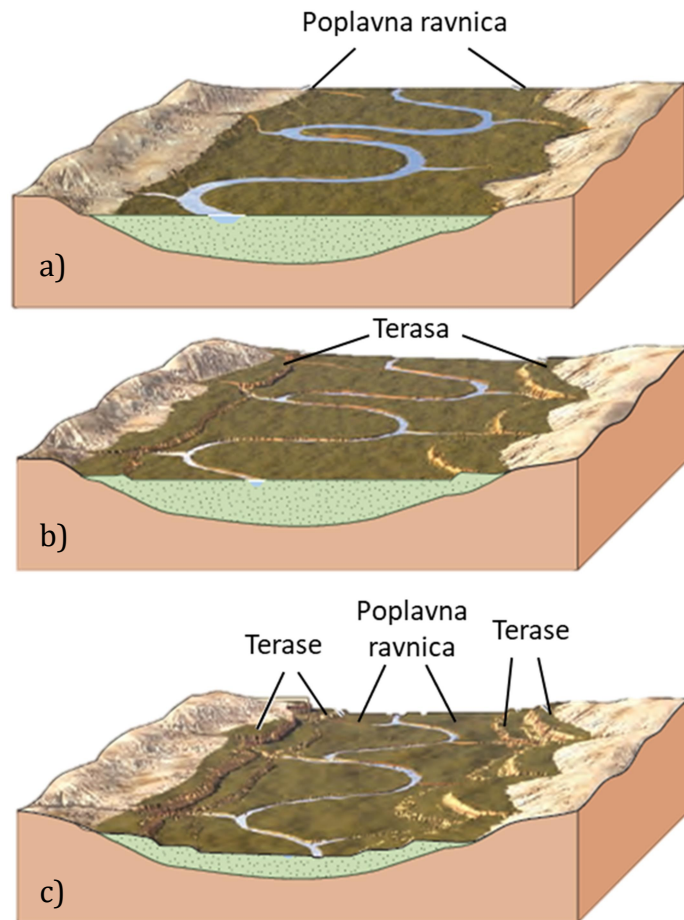 Poplavna ravnica
a)
Terasa
b)
Terase
Poplavna
ravnica
Terase
c)